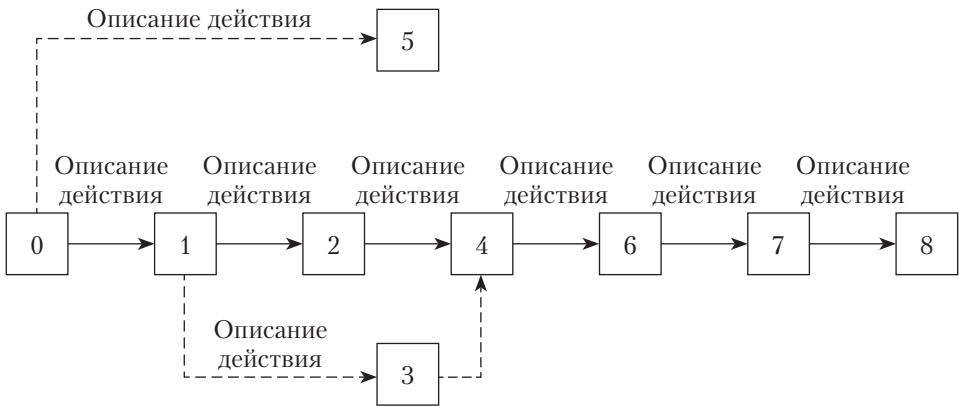 Описание действия
5
Описание Описание Описание Описание Описание Описание
действия действия действия действия действия действия
0 1 2 4 6 7 8
Описание
действия
3